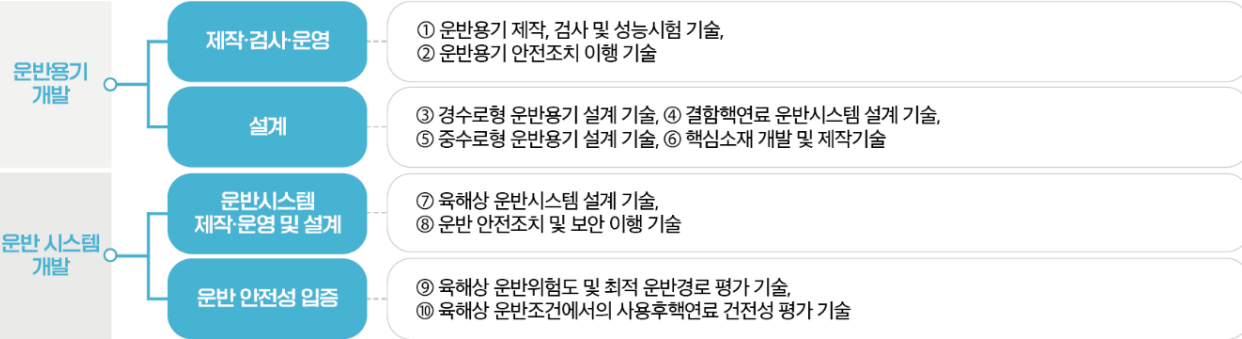 운반용기
개발
제작·검사·운영
① 운반용기 제작, 검사 및 성능시험 기술,
② 운반용기 안전조치 이행 기술
설계
③ 경수로형 운반용기 설계 기술, ④ 결함핵연료 운반시스템 설계 기술,
⑤ 중수로형 운반용기 설계 기술, ⑥ 핵심소재 개발 및 제작기술
운반 시스템
개발
운반시스템
제작·운영 및 설계
⑦ 육해상 운반시스템 설계 기술,
⑧ 운반 안전조치 및 보안 이행 기술
운반 안전성 입증
⑨ 육해상 운반위험도 및 최적 운반경로 평가 기술,
⑩ 육해상 운반조건에서의 사용후핵연료 건전성 평가 기술